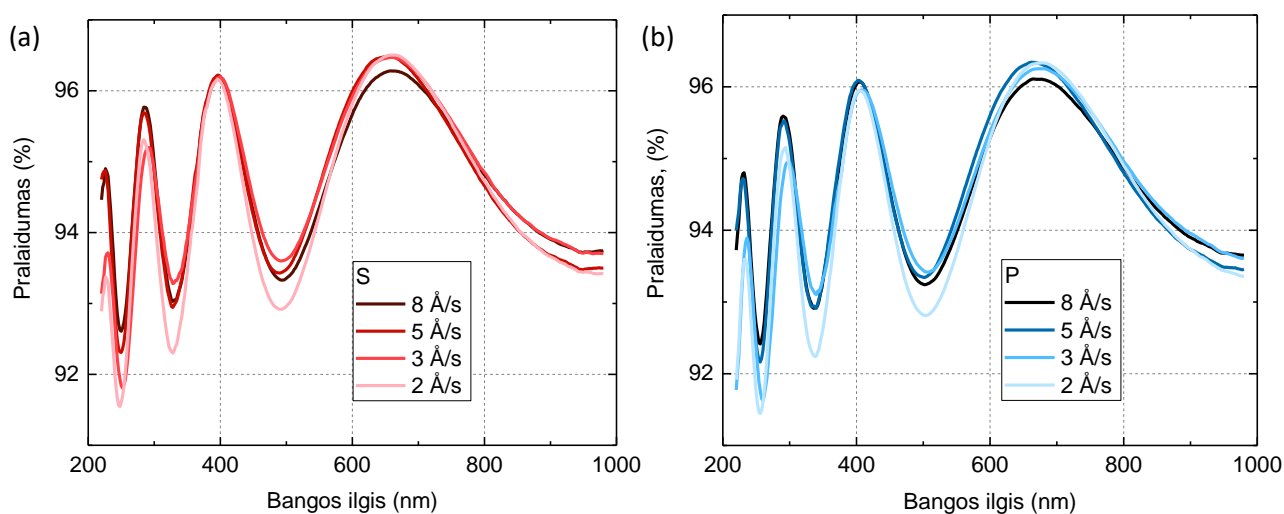 (a)
Pralaidumas (%)
96
94
92
200
400
600
800
1000
Bangos ilgis (nm)
S
8 Å/s
5 Å/s
3 Å/s
2 Å/s
(b)
Pralaidumas, (%)
96
94
92
200
400
600
800
1000
Bangos ilgis (nm)
P
8 Å/s
5 Å/s
3 Å/s
2 Å/s